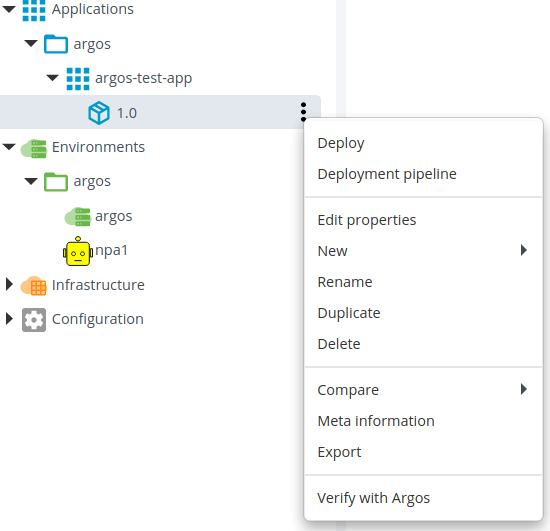 Applications
argos
argos-test-app
1.0
Environments
argos
argos
npa1
Infrastructure
Configuration
Deploy
Deployment pipeline
Edit properties
New
Rename
Duplicate
Delete
Compare
Meta information
Export
Verify with Argos